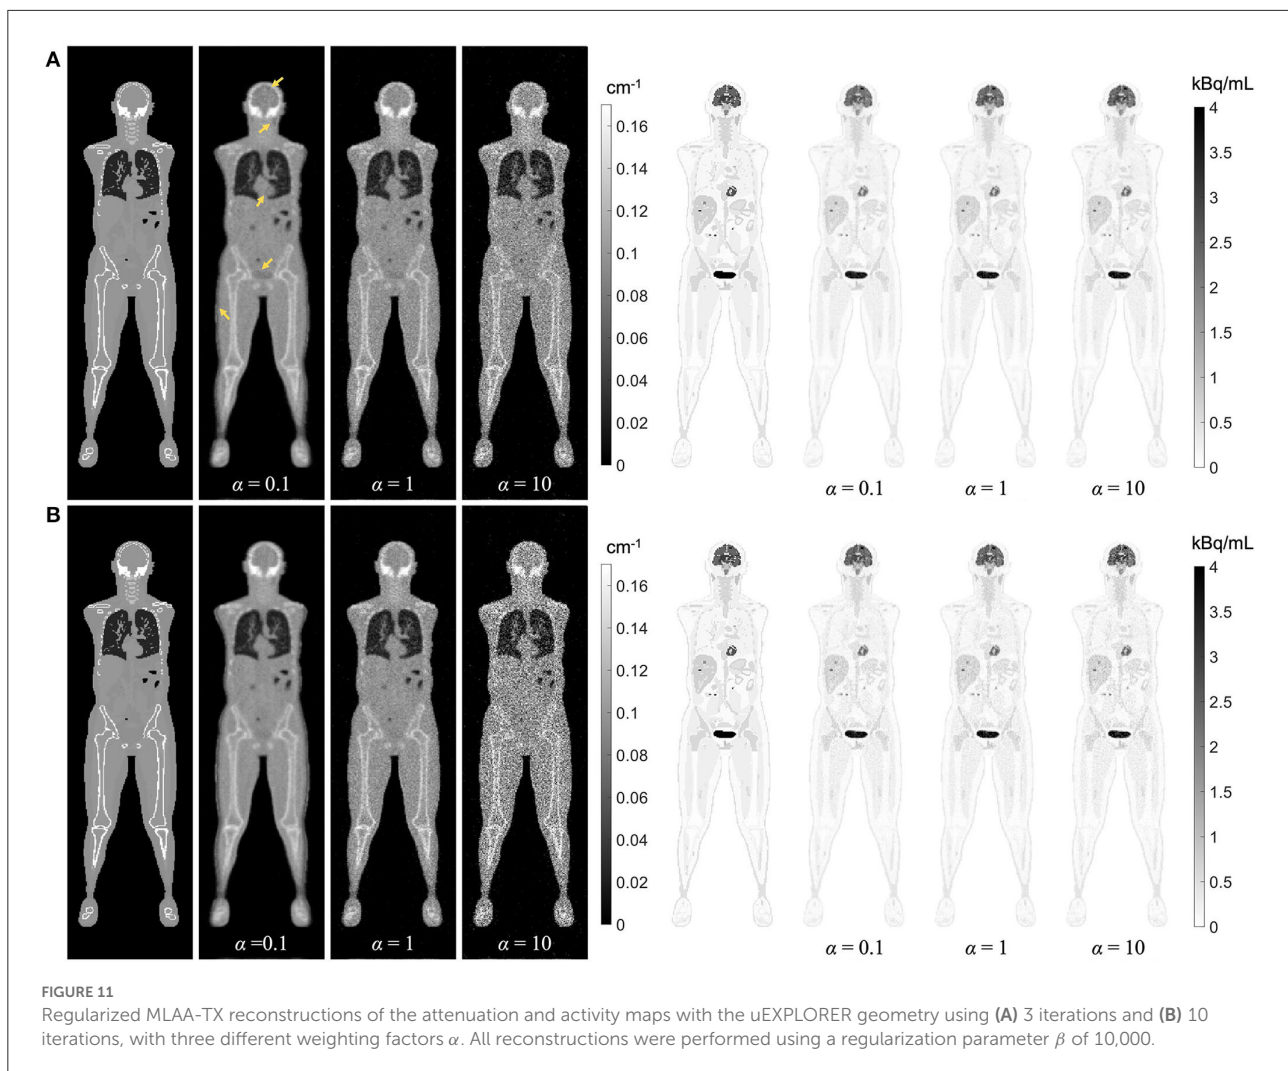 A
cm-1
0.16
0.14
0.12
0.1
0.08
0.06
0.04
0.02
0
α = 0.1
α = 1
α = 10
kBq/mL
4
3.5
3
2.5
2
1.5
1
0.5
0
α = 0.1
α = 1
α = 10
B
cm-1
0.16
0.14
0.12
0.1
0.08
0.06
0.04
0.02
0
α =0.1
α = 1
α = 10
kBq/mL
4
3.5
3
2.5
2
1.5
1
0.5
0
α = 0.1
α = 1
α = 10
FIGURE 11
Regularized MLAA-TX reconstructions of the attenuation and activity maps with the uEXPLORER geometry using (A) 3 iterations and (B) 10
iterations, with three different weighting factors α. All reconstructions were performed using a regularization parameter β of 10,000.